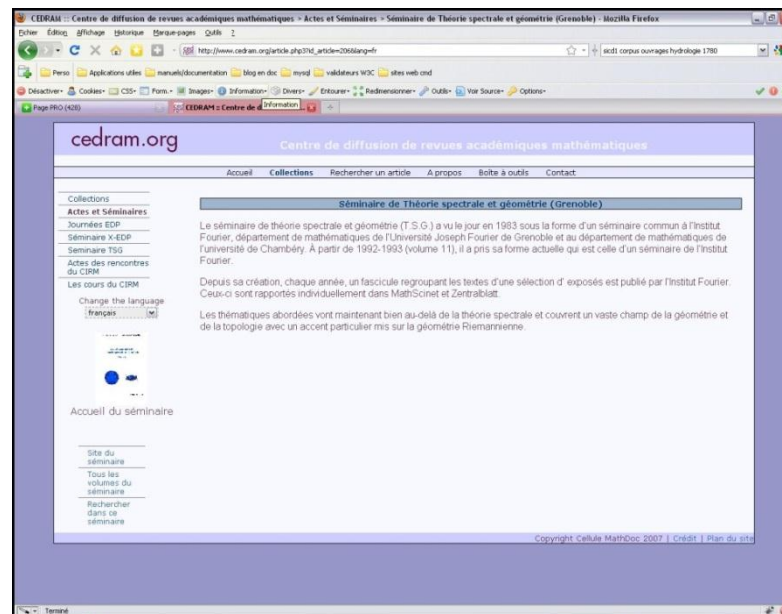 CEDRAM :: Centre de diffusion de revues académiques mathématiques > Actes et Séminaires > Séminaire de Théorie spectrale et géométrie (Grenoble) - Mozilla Firefox
Fichier Édition Affichage Historique Marque-pages Outils ?
http://www.cedram.org/article.php3?id_article=206&lang=fr
sicd1 corpus ouvrages hydrologie 1780
Perso Applications utiles manuels/documentation blog en doc mysql validateurs W3C sites web cmd
Désactiver Cookies CSS Form. Images Information Divers Entourer Redimensionner Outils Voir Source Options
Page PRO (428)
CEDRAM :: Centre de d
Information
cedram.org
Centre de diffusion de revues académiques mathématiques
Accueil Collections Rechercher un article A propos Boîte à outils Contact
Collections
Actes et Séminaires
Journées EDP
Séminaire X-EDP
Seminaire TSG
Actes des rencontres
du CIRM
Les cours du CIRM
Change the language
français
Accueil du séminaire
Site du
séminaire
Tous les
volumes du
séminaire
Rechercher
dans ce
séminaire
Séminaire de Théorie spectrale et géométrie (Grenoble)
Le séminaire de théorie spectrale et géométrie (T.S.G.) a vu le jour en 1983 sous la forme d'un séminaire commun à l'Institut
Fourier, département de mathématiques de l'Université Joseph Fourier de Grenoble et au département de mathématiques de
l'université de Chambéry. À partir de 1992-1993 (volume 11), il a pris sa forme actuelle qui est celle d'un séminaire de l'Institut
Fourier.
Depuis sa création, chaque année, un fascicule regroupant les textes d'une sélection d' exposés est publié par l'Institut Fourier.
Ceux-ci sont rapportés individuellement dans MathScinet et Zentralblatt.
Les thématiques abordées vont maintenant bien au-delà de la théorie spectrale et couvrent un vaste champ de la géométrie et
de la topologie avec un accent particulier mis sur la géométrie Riemannienne.
Copyright Cellule MathDoc 2007 | Crédit | Plan du site
Terminé